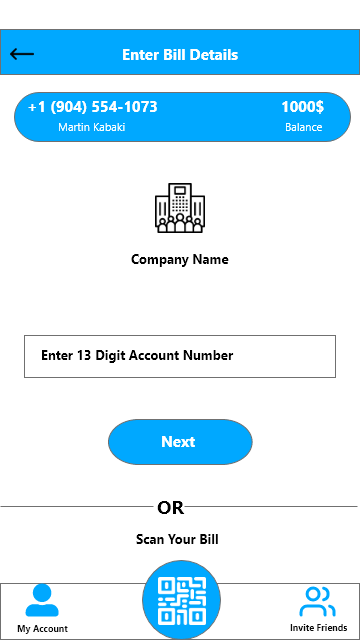 Enter Bill Details
+1 (904) 554-1073
1000$
Martin Kabaki
Balance
Company Name
Enter 13 Digit Account Number
Next
OR
Scan Your Bill
My Account
Invite Friends